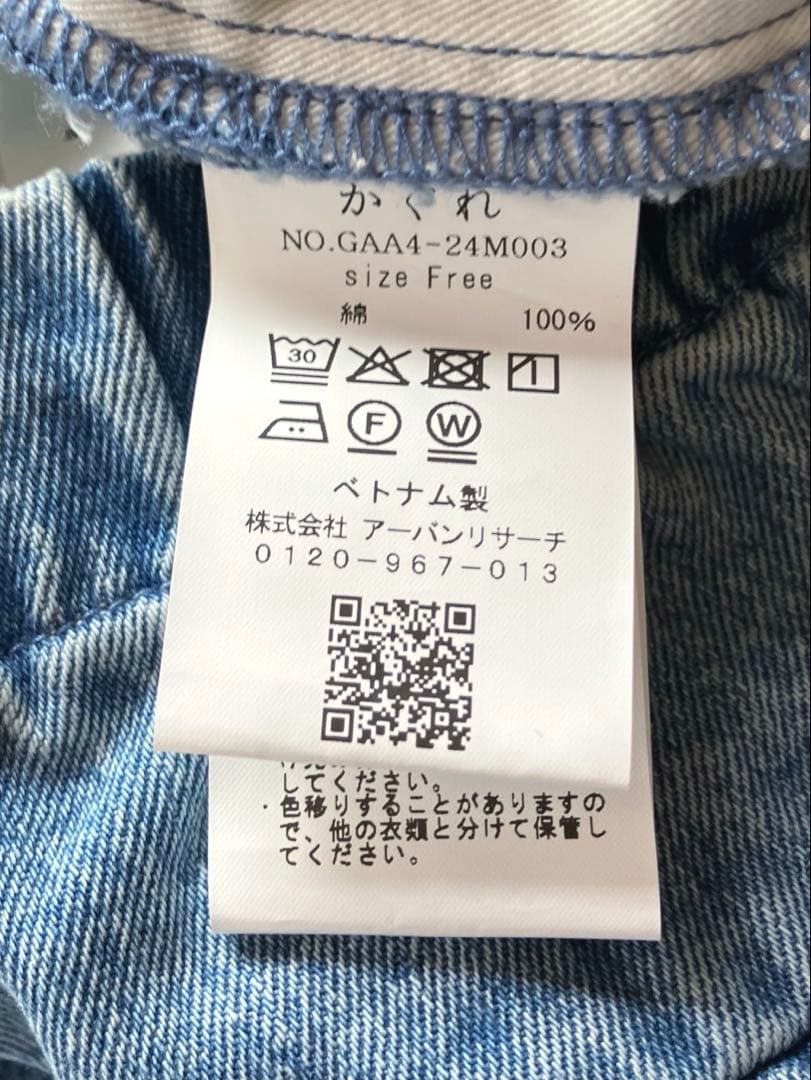 かぐれ
NO.GAA4-24M003
size Free
綿 100%
30
F W
ベトナム製
株式会社 アーバンリサーチ
0120-967-013
してください。
・色移りすることがありますの
で、他の衣類と分けて保管し
てください。